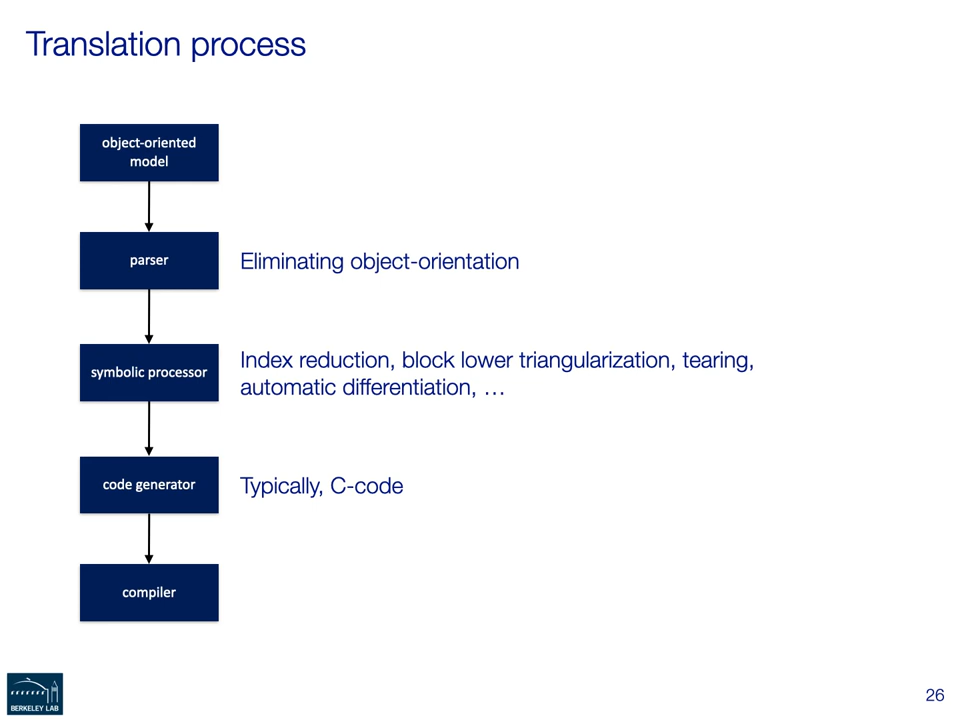 Translation process
object-oriented
model
parser
Eliminating object-orientation
symbolic processor
Index reduction, block lower triangularization, tearing,
automatic differentiation, …
code generator
Typically, C-code
compiler
BERKELEY LAB
26